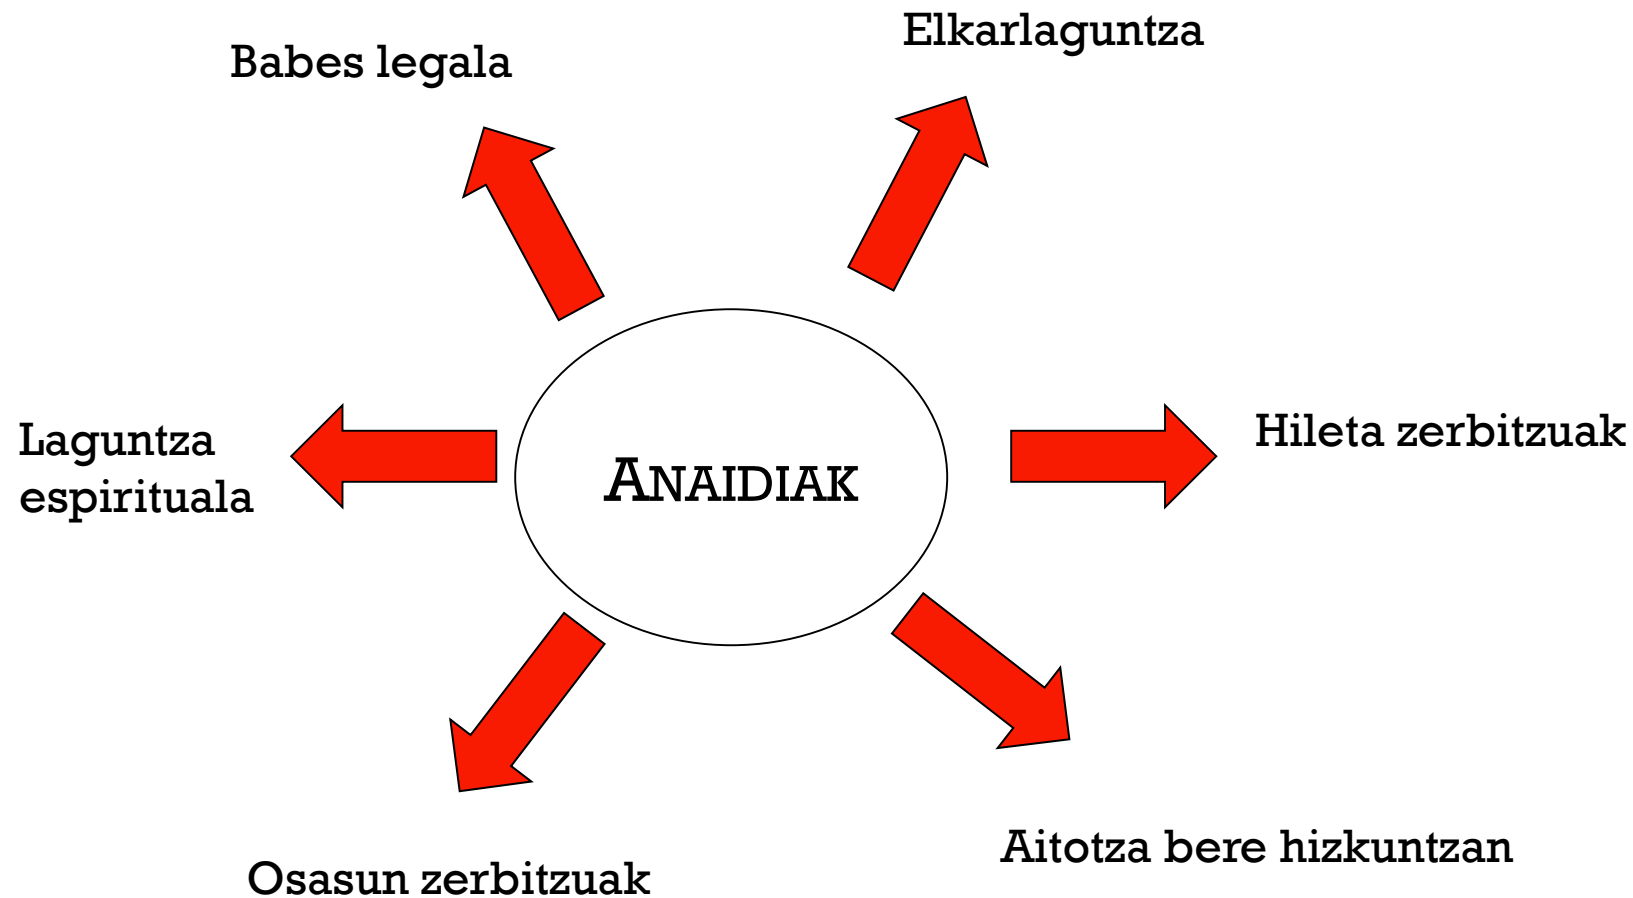 Elkarlaguntza
Babes legala
Laguntza
espirituala
ANAIDIAK
Hileta zerbitzuak
Aitotza bere hizkuntzan
Osasun zerbitzuak